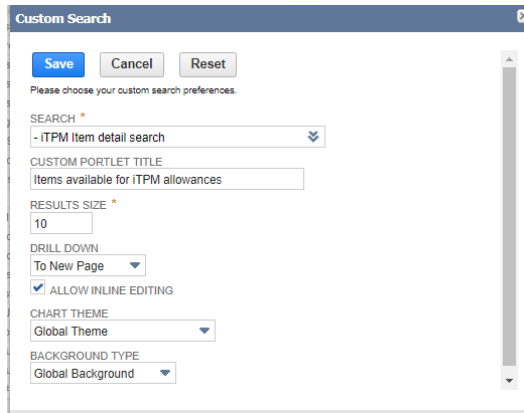 Custom Search
Save Cancel Reset
Please choose your custom search preferences.
SEARCH *
- iTPM Item detail search
CUSTOM PORTLET TITLE
Items available for iTPM allowances
RESULTS SIZE *
10
DRILL DOWN
To New Page
ALLOW INLINE EDITING
CHART THEME
Global Theme
BACKGROUND TYPE
Global Background